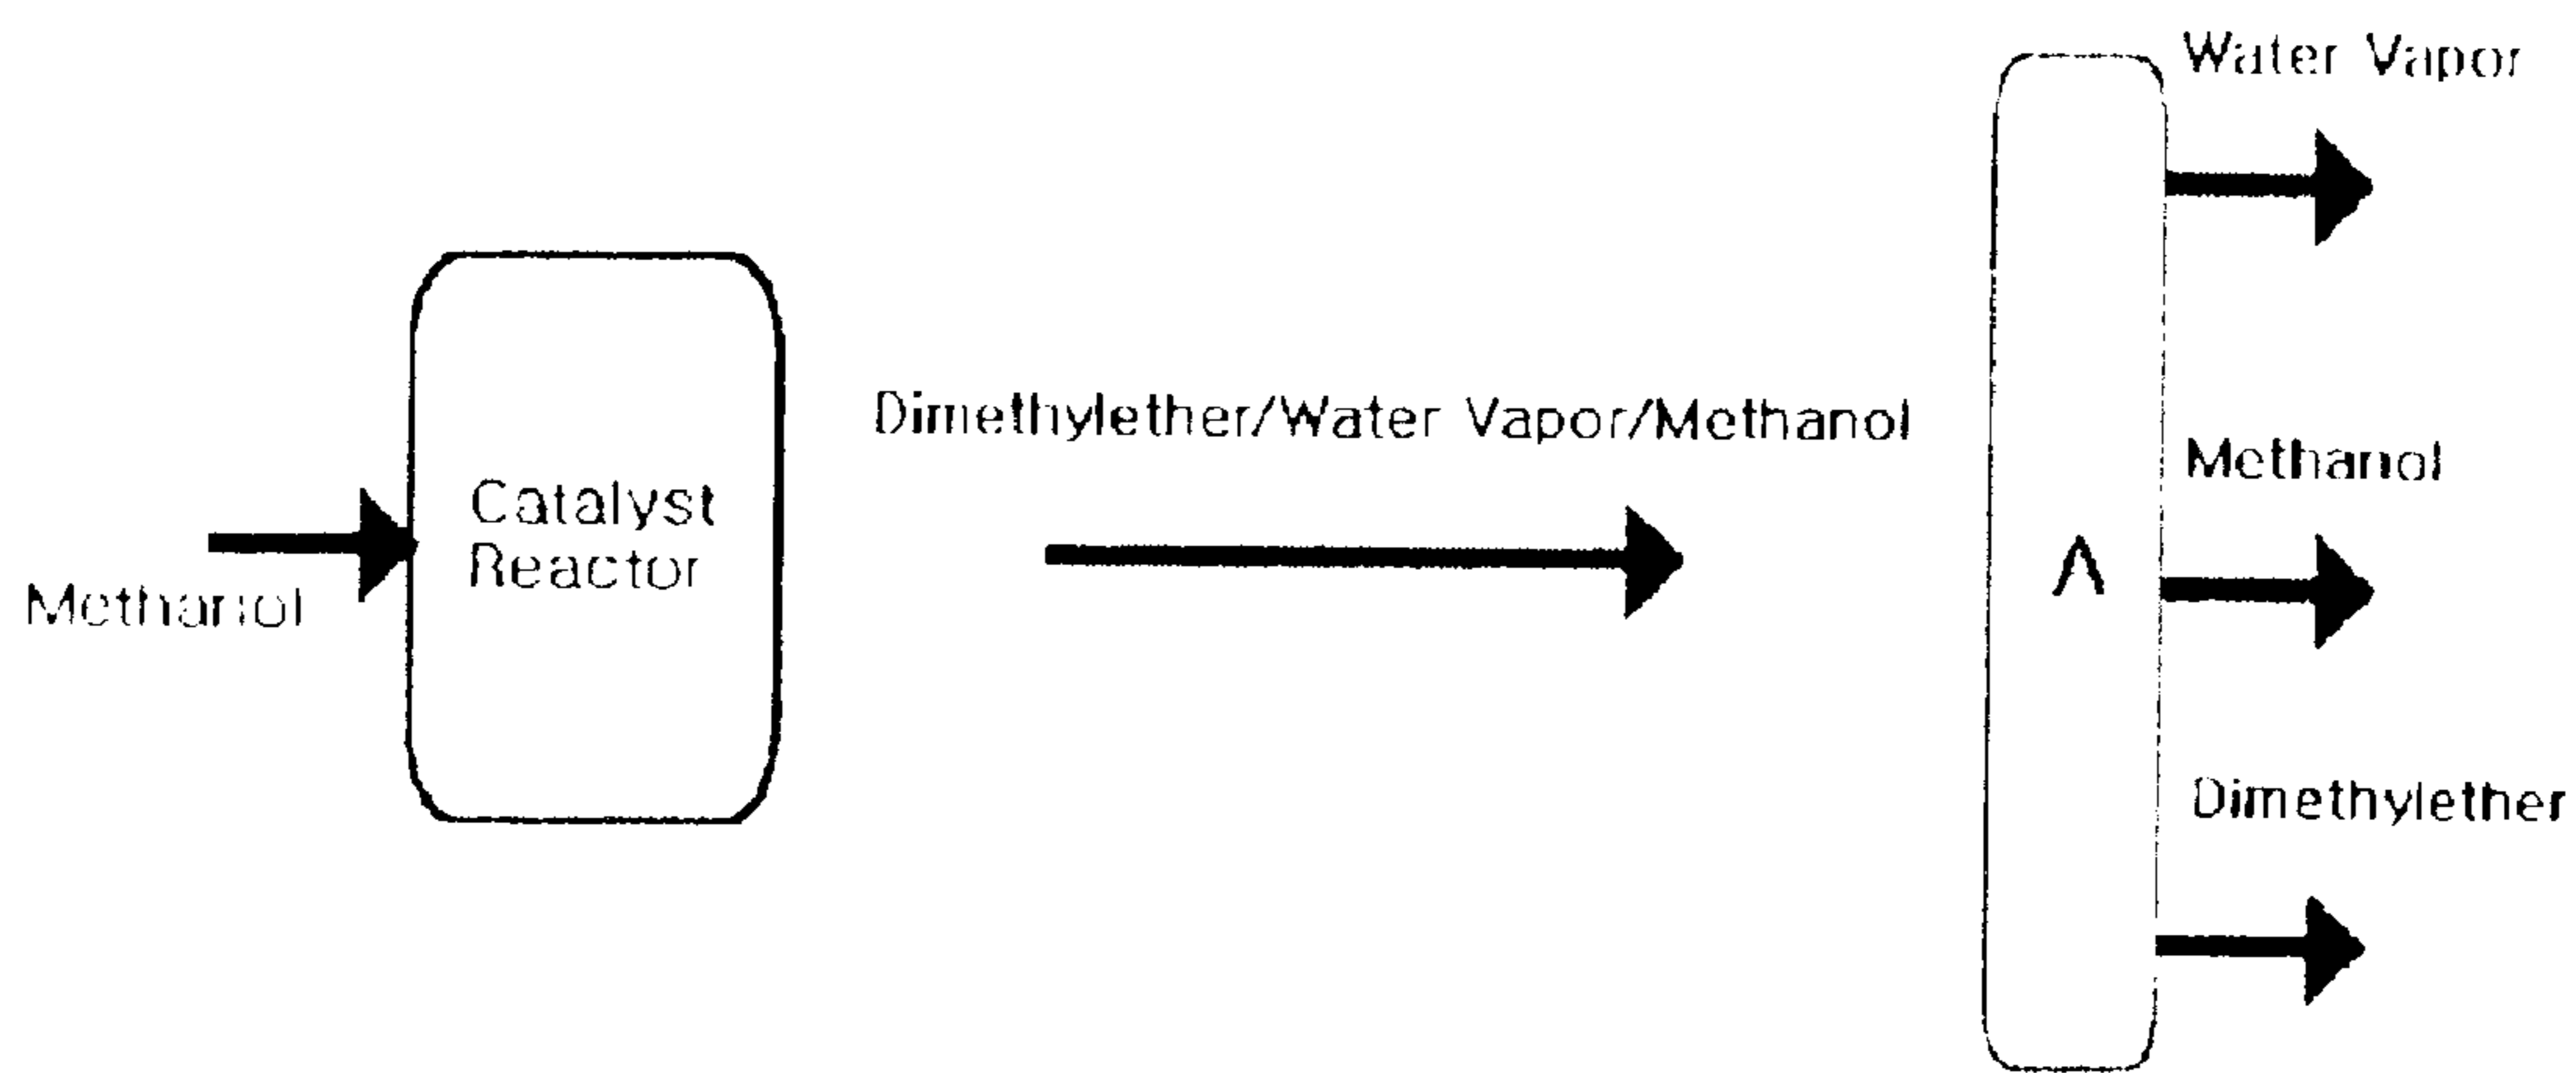 Water Vapor
Dimethylether/Water Vapor/Methanol
Methanol
Catalyst
Reactor
Methanol
Dimethylether
Λ